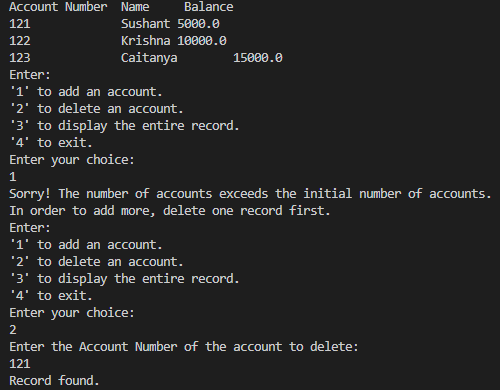 Account Number  Name     Balance
121             Sushant 5000.0
122             Krishna 10000.0
123             Caitanya        15000.0
Enter:
'1' to add an account.
'2' to delete an account.
'3' to display the entire record.
'4' to exit.
Enter your choice:
1
Sorry! The number of accounts exceeds the initial number of accounts.
In order to add more, delete one record first.
Enter:
'1' to add an account.
'2' to delete an account.
'3' to display the entire record.
'4' to exit.
Enter your choice:
2
Enter the Account Number of the account to delete:
121
Record found.